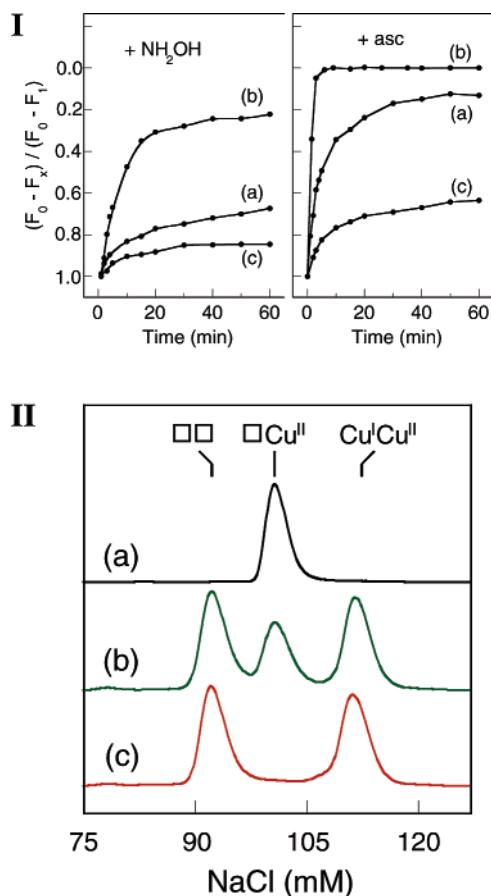 I
+ NH₂OH
+ asc
(F₀ - Fₓ) / (F₀ - F₁)
0.0
0.2
0.4
0.6
0.8
1.0
(b)
(a)
(c)
(b)
(a)
(c)
0 20 40 60
0 20 40 60
Time (min)
Time (min)
II
□□ □Cuᴵᴵ CuᴵCuᴵᴵ
(a)
(b)
(c)
75 90 105 120
NaCl (mM)